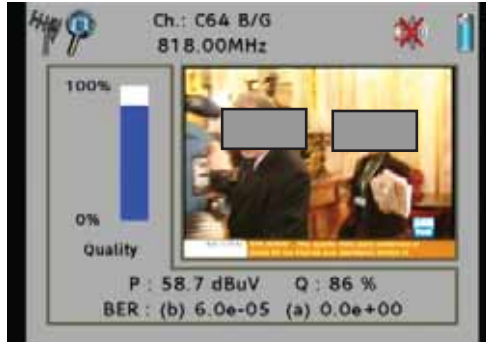 Ch.: C64 B/G
818.00MHz
100%
0%
Quality
P : 58.7 dBuV Q : 86 %
BER : (b) 6.0e-05 (a) 0.0e+00